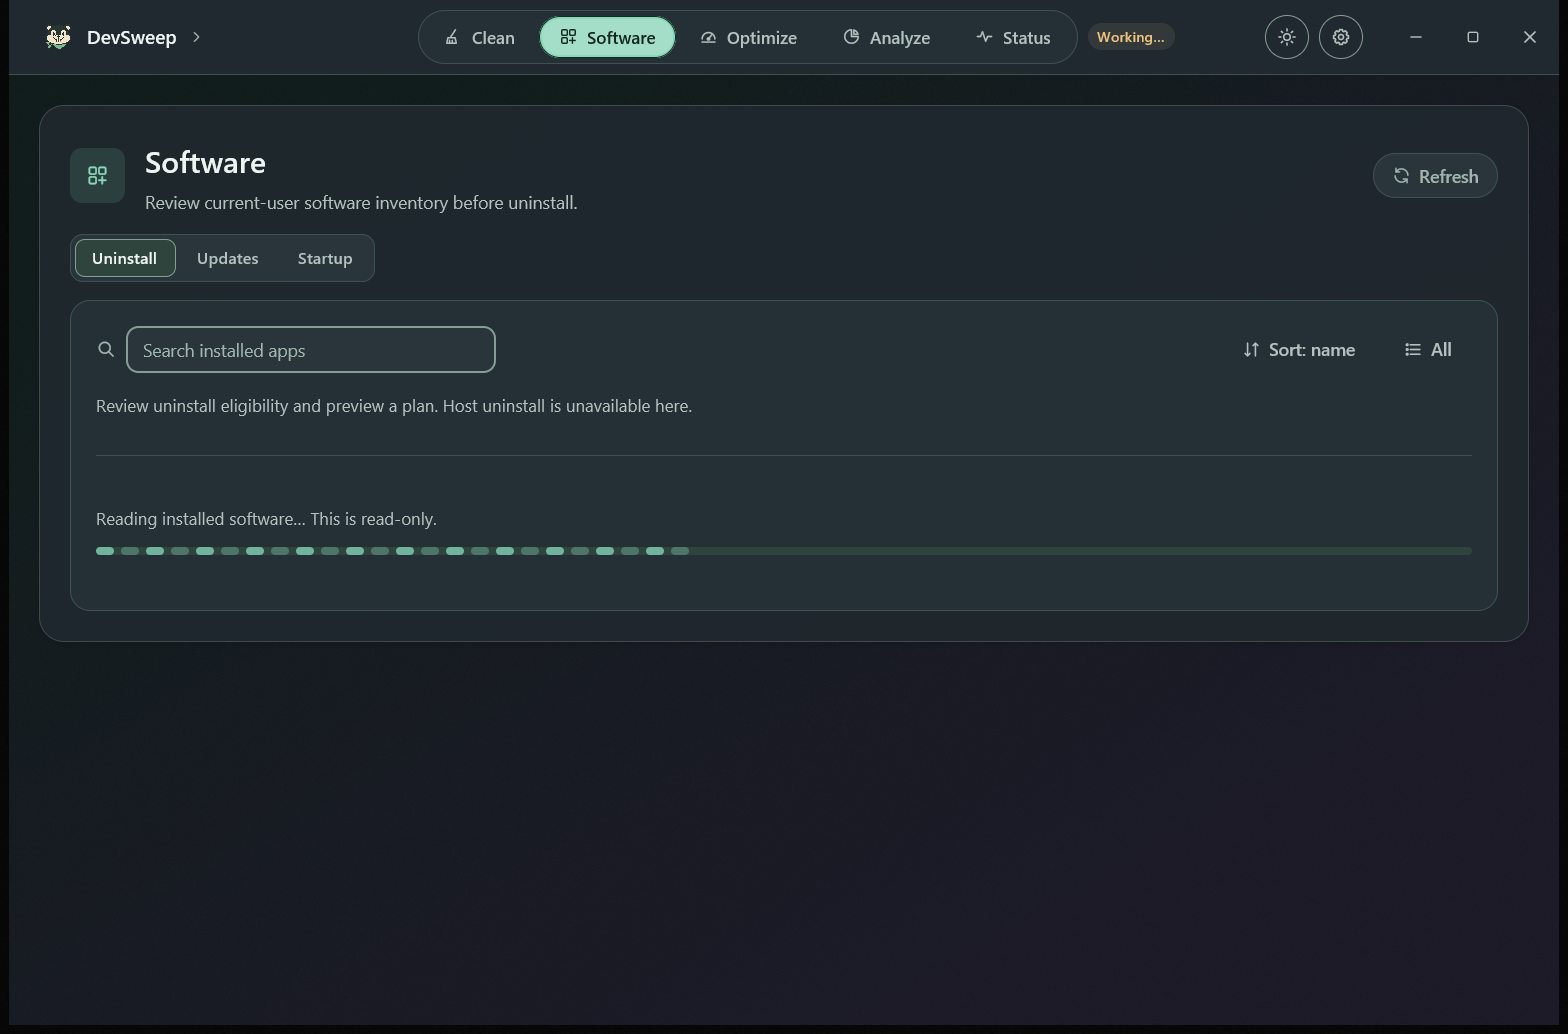 DevSweep
Clean
Software
Optimize
Analyze
Status
Working...
Software
Review current-user software inventory before uninstall.
Refresh
Uninstall
Updates
Startup
Search installed apps
Sort: name
All
Review uninstall eligibility and preview a plan. Host uninstall is unavailable here.
Reading installed software... This is read-only.